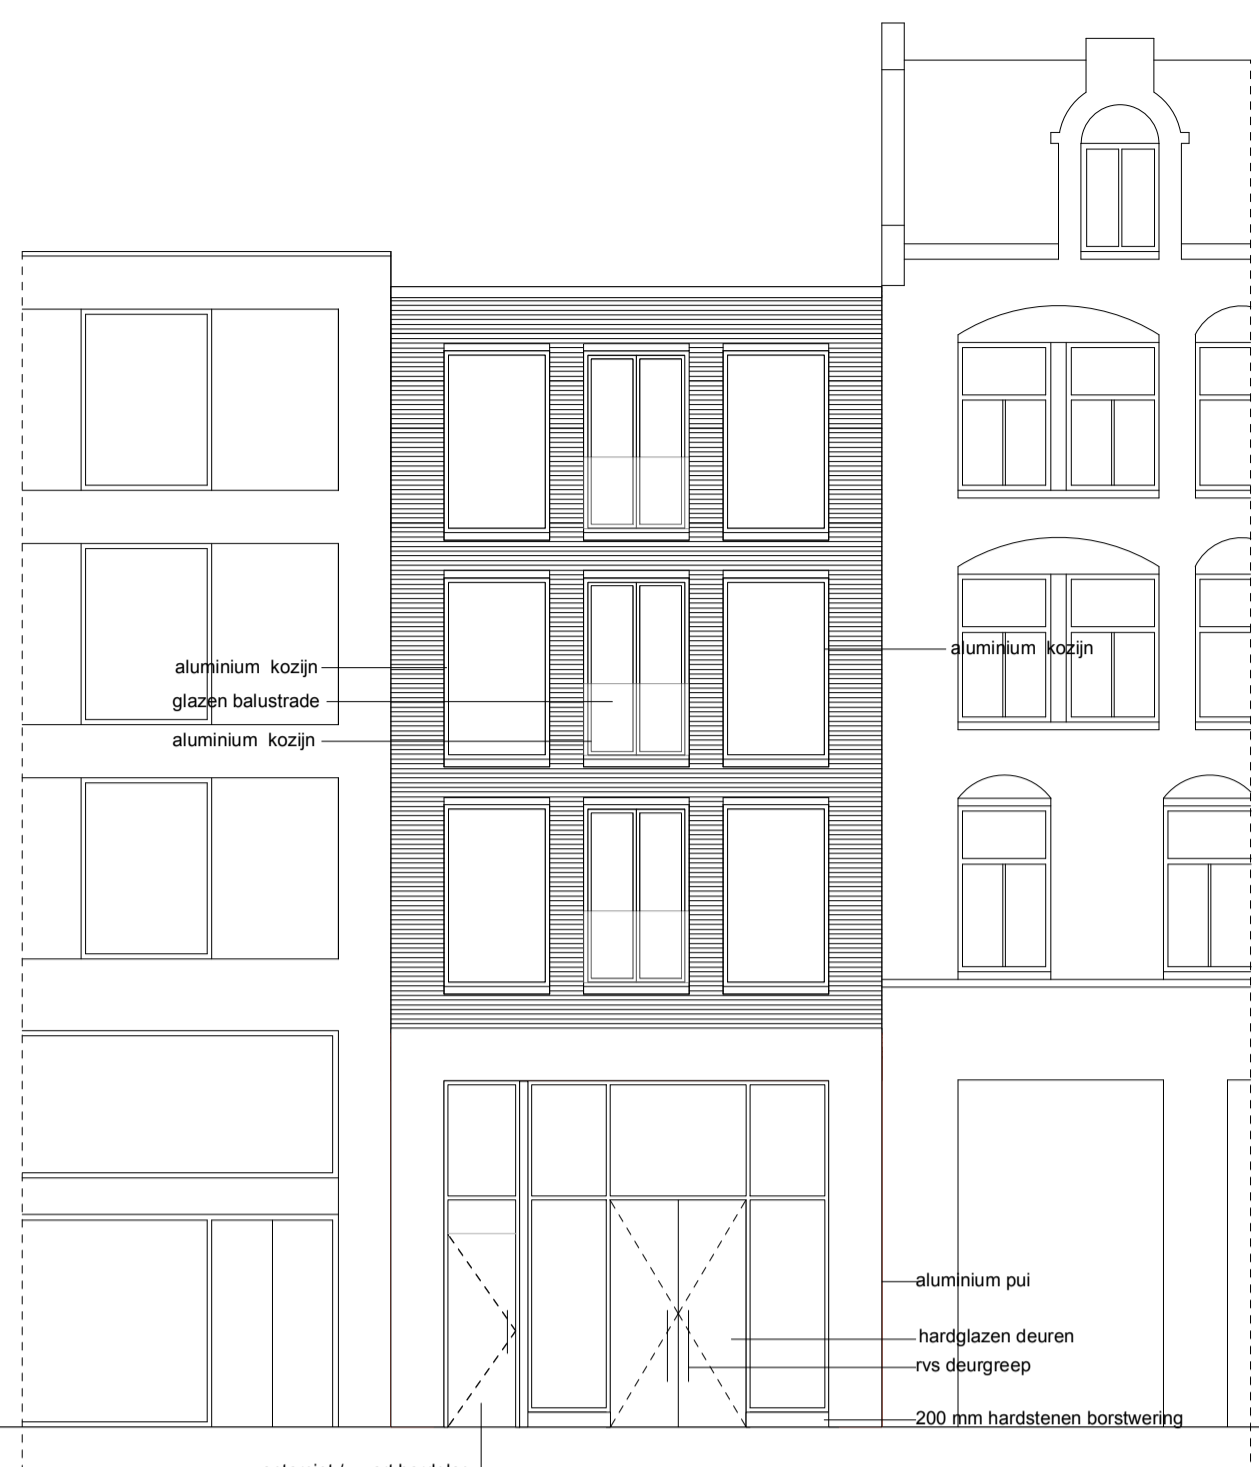 aluminium kozijn
aluminium kozijn
glazen balustrade
aluminium kozijn
aluminium pui
hardglazen deuren
rvs deurgreep
200 mm hardstenen borstwering